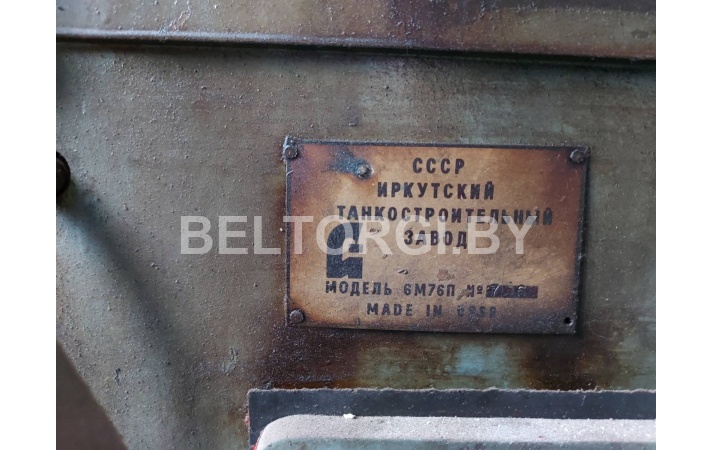 СССР
ИРКУТСКИЙ
ТАНКОСТРОИТЕЛЬНЫЙ
ЗАВОД
BELTORGI.BY
МОДЕЛЬ 6М76П №
MADE IN USSR